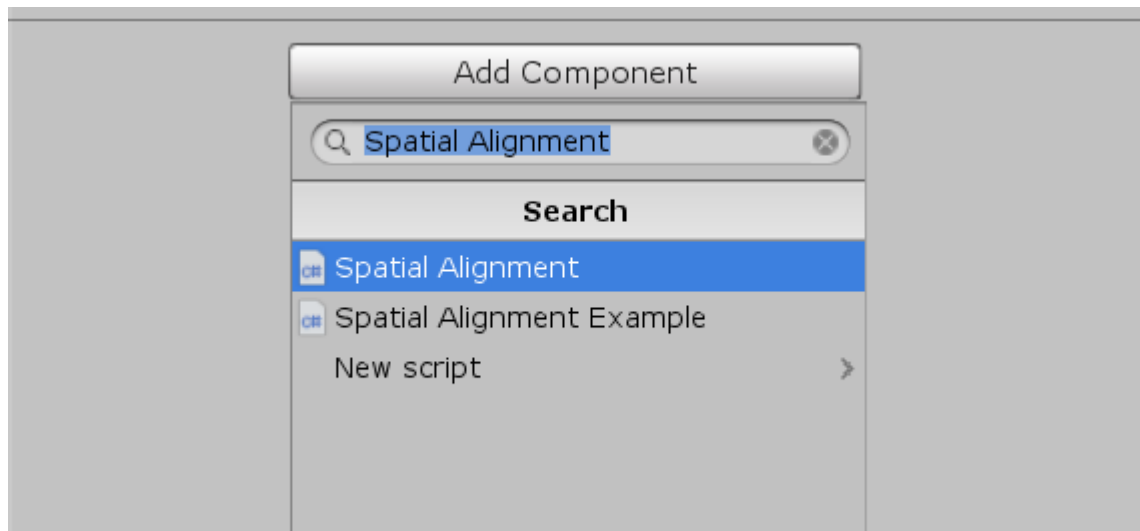 Add Component
Spatial Alignment
Search
c# Spatial Alignment
c# Spatial Alignment Example
New script